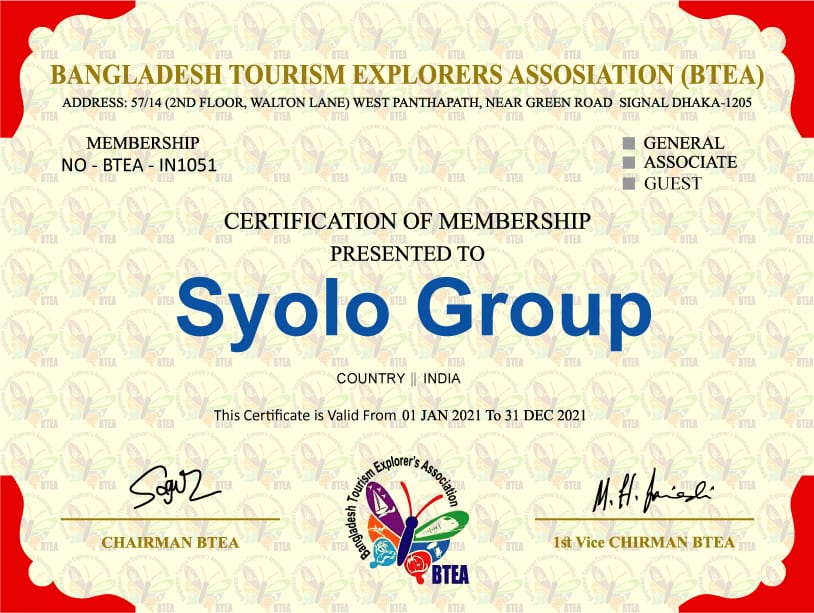 BANGLADESH TOURISM EXPLORERS ASSOSIATION (BTEA)
ADDRESS: 57/14 (2ND FLOOR, WALTON LANE) WEST PANTHAPATH, NEAR GREEN ROAD SIGNAL DHAKA-1205
MEMBERSHIP
NO - BTEA - IN1051
GENERAL
ASSOCIATE
GUEST
CERTIFICATION OF MEMBERSHIP
PRESENTED TO
Syolo Group
COUNTRY || INDIA
This Certificate is Valid From 01 JAN 2021 To 31 DEC 2021
M. H.
CHAIRMAN BTEA
Bangladesh Tourism Explorer's Association
BTEA
1st Vice CHIRMAN BTEA